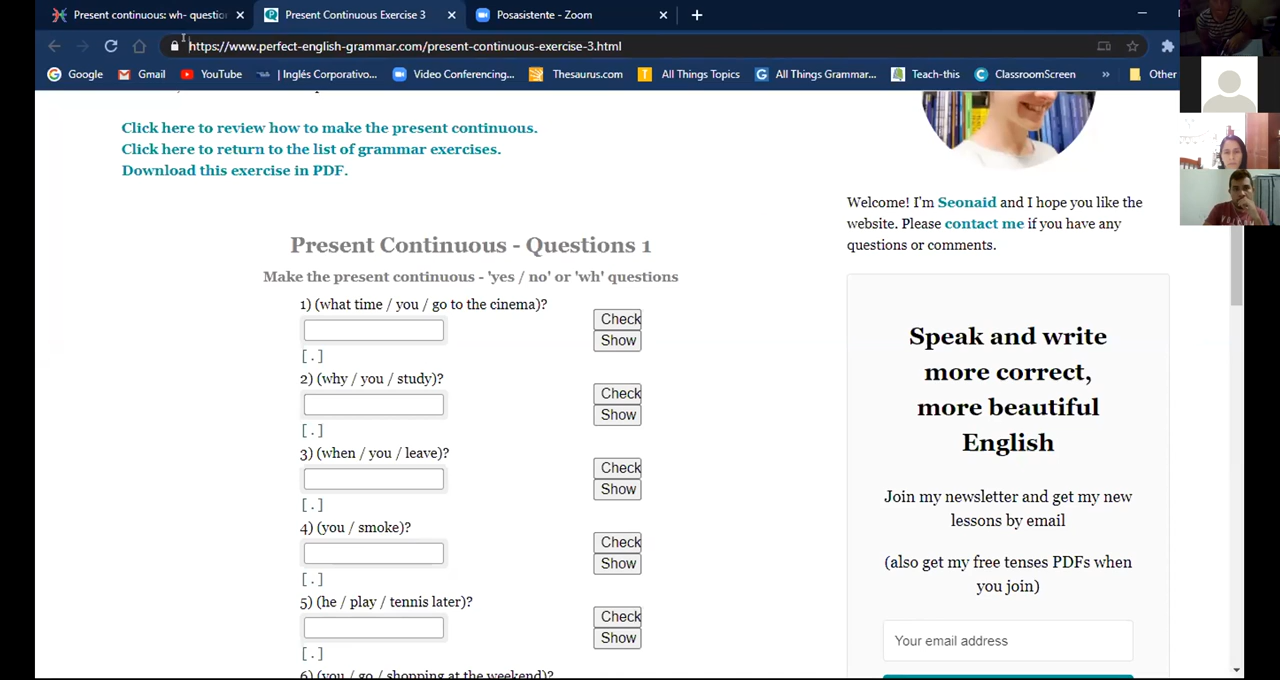 Present continuous: wh- questio
Present Continuous Exercise 3
Posasistente - Zoom
https://www.perfect-english-grammar.com/present-continuous-exercise-3.html
Google
Gmail
YouTube
Inglés Corporativo...
Video Conferencing...
Thesaurus.com
All Things Topics
All Things Grammar...
Teach-this
ClassroomScreen
»
Other
Click here to review how to make the present continuous.
Click here to return to the list of grammar exercises.
Download this exercise in PDF.
Present Continuous - Questions 1
Make the present continuous - 'yes / no' or 'wh' questions
1) (what time / you / go to the cinema)?
Check
Show
[ . ]
2) (why / you / study)?
Check
Show
[ . ]
3) (when / you / leave)?
Check
Show
[ . ]
4) (you / smoke)?
Check
Show
[ . ]
5) (he / play / tennis later)?
Check
Show
[ . ]
6) (you / go / shopping at the weekend)?
Welcome! I'm Seonaid and I hope you like the
website. Please contact me if you have any
questions or comments.
Speak and write
more correct,
more beautiful
English
Join my newsletter and get my new
lessons by email
(also get my free tenses PDFs when
you join)
Your email address